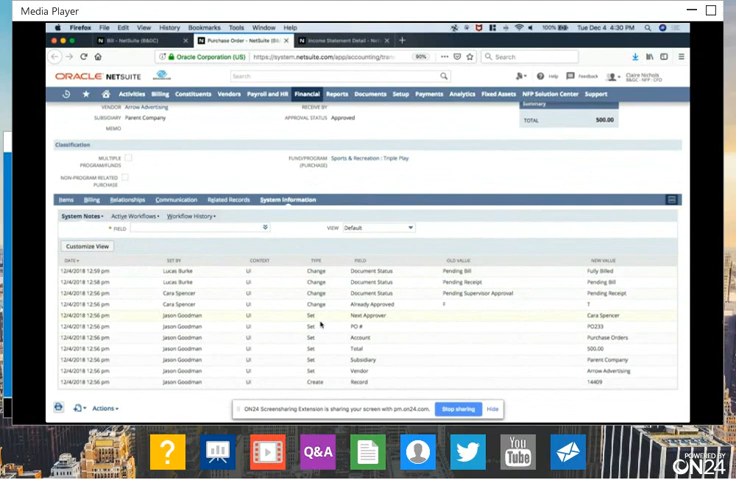 Media Player
Firefox File Edit View History Bookmarks Tools Window Help
100% Tue Dec 4 4:30 PM
Bill - NetSuite (B&GC)
Purchase Order - NetSuite (B&GC)
Income Statement Detail - NetSuite
Oracle Corporation (US)
https://system.netsuite.com/app/accounting/tran
90%
Search
ORACLE NETSUITE
Search
Help
Feedback
Claire Nichols
B&GC - NFP - CFO
Activities Billing Constituents Vendors Payroll and HR Financial Reports Documents Setup Payments Analytics Fixed Assets NFP Solution Center Support
VENDOR Arrow Advertising
RECEIVE BY
Summary
SUBSIDIARY Parent Company
APPROVAL STATUS Approved
TOTAL 500.00
MEMO
Classification
MULTIPLE PROGRAM/FUNDS
FUND/PROGRAM (PURCHASE) Sports & Recreation : Triple Play
NON-PROGRAM RELATED PURCHASE
Items Billing Relationships Communication Related Records System Information
System Notes • Active Workflows • Workflow History •
FIELD
VIEW Default
Customize View
DATE SET BY CONTEXT TYPE FIELD OLD VALUE NEW VALUE
12/4/2018 12:59 pm Lucas Burke UI Change Document Status Pending Bill Fully Billed
12/4/2018 12:58 pm Lucas Burke UI Change Document Status Pending Receipt Pending Bill
12/4/2018 12:56 pm Cara Spencer UI Change Document Status Pending Supervisor Approval Pending Receipt
12/4/2018 12:56 pm Cara Spencer UI Change Already Approved F T
12/4/2018 12:56 pm Jason Goodman UI Set Next Approver Cara Spencer
12/4/2018 12:56 pm Jason Goodman UI Set PO # PO233
12/4/2018 12:56 pm Jason Goodman UI Set Account Purchase Orders
12/4/2018 12:56 pm Jason Goodman UI Set Total 500.00
12/4/2018 12:56 pm Jason Goodman UI Set Subsidiary Parent Company
12/4/2018 12:56 pm Jason Goodman UI Set Vendor Arrow Advertising
12/4/2018 12:56 pm Jason Goodman UI Create Record 14409
Actions •
ON24 Screensharing Extension is sharing your screen with pm.on24.com.
Stop sharing
Hide
?
Q&A
You
Tube
POWERED BY
ON24